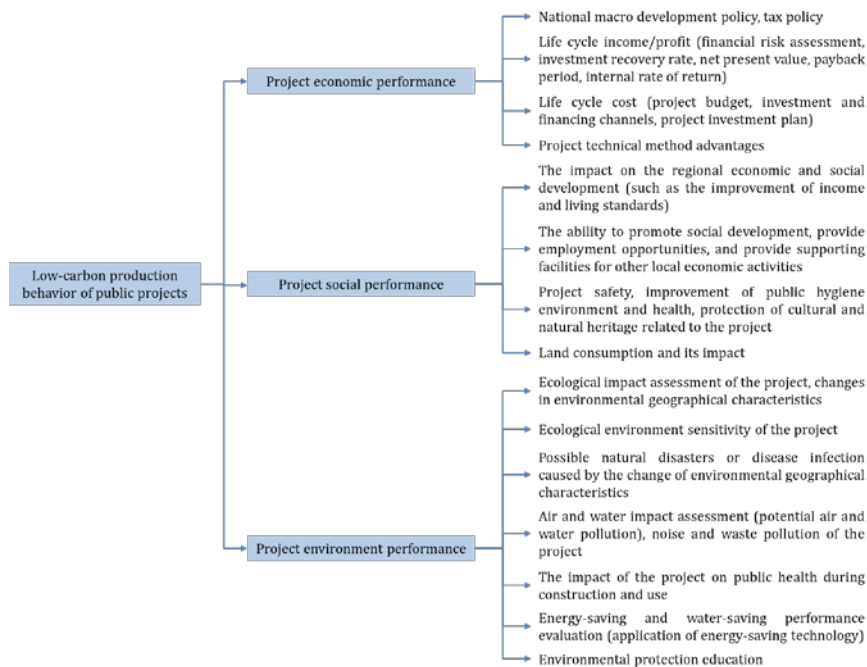 National macro development policy, tax policy
Life cycle income/profit (financial risk assessment,
investment recovery rate, net present value, payback
period, internal rate of return)
Project economic performance
Life cycle cost (project budget, investment and
financing channels, project investment plan)
Project technical method advantages
The impact on the regional economic and social
development (such as the improvement of income
and living standards)
The ability to promote social development, provide
employment opportunities, and provide supporting
facilities for other local economic activities
Low-carbon production
behavior of public projects
Project social performance
Project safety, improvement of public hygiene
environment and health, protection of cultural and
natural heritage related to the project
Land consumption and its impact
Ecological impact assessment of the project, changes
in environmental geographical characteristics
Ecological environment sensitivity of the project
Possible natural disasters or disease infection
caused by the change of environmental geographical
characteristics
Air and water impact assessment (potential air and
water pollution), noise and waste pollution of the
project
Project environment performance
The impact of the project on public health during
construction and use
Energy-saving and water-saving performance
evaluation (application of energy-saving technology)
Environmental protection education